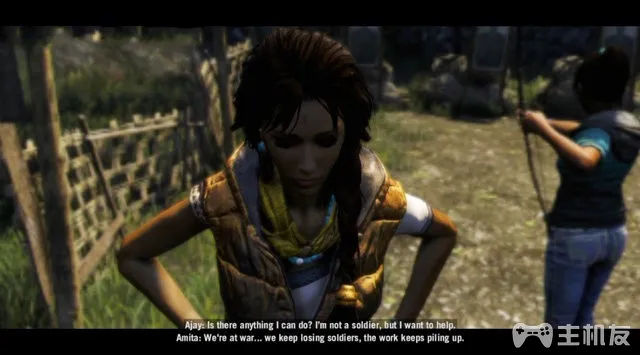 Ajay: Is there anything I can do? I'm not a soldier, but I want to help.
Amita: We're at war... we keep losing soldiers, the work keeps piling up.
主机友